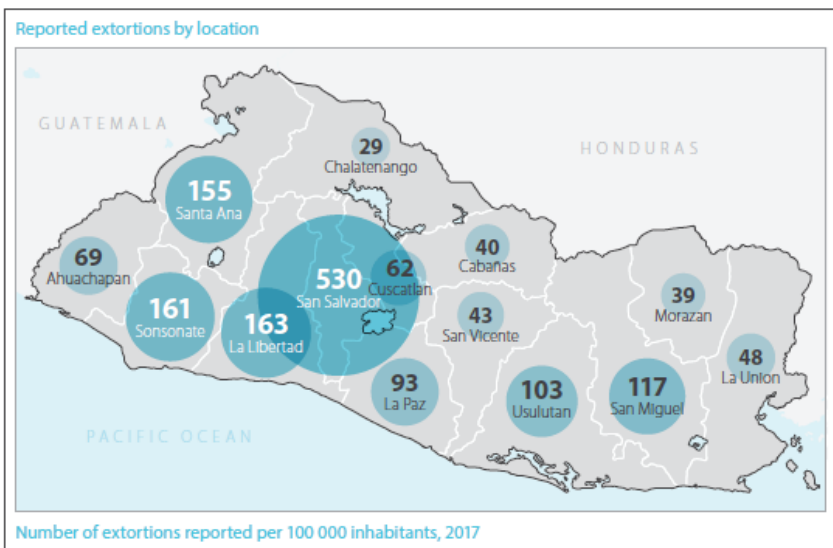 Reported extortions by location
GUATEMALA
HONDURAS
29
Chalatenango
155
Santa Ana
69
Ahuachapan
530
San Salvador
62
Cuscatlan
40
Cabañas
161
Sonsonate
163
La Libertad
43
San Vicente
39
Morazan
48
La Union
93
La Paz
103
Usulutan
117
San Miguel
PACIFIC OCEAN
Number of extortions reported per 100 000 inhabitants, 2017